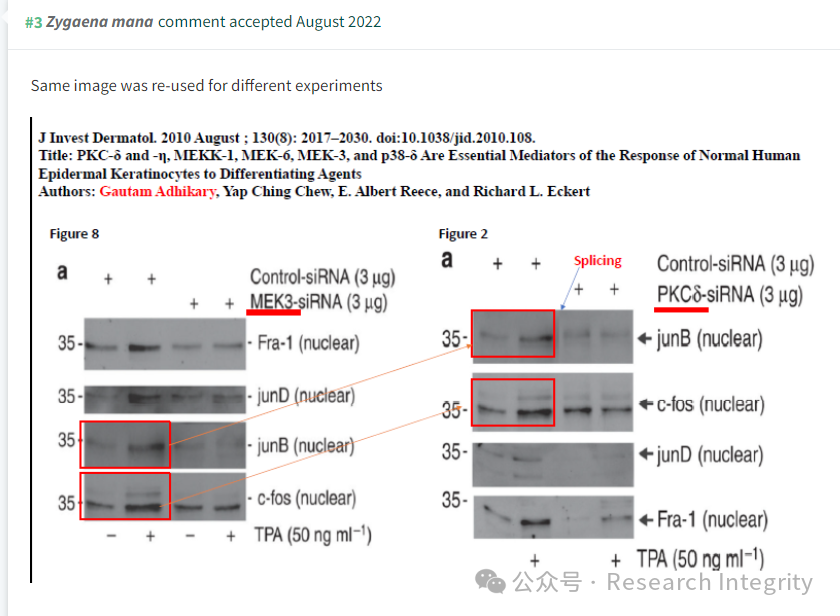 #3 Zygaena mana comment accepted August 2022
Same image was re-used for different experiments
J Invest Dermatol. 2010 August ; 130(8): 2017–2030. doi:10.1038/jid.2010.108.
Title: PKC-δ and -η, MEKK-1, MEK-6, MEK-3, and p38-δ Are Essential Mediators of the Response of Normal Human
Epidermal Keratinocytes to Differentiating Agents
Authors: Gautam Adhikary, Yap Ching Chew, E. Albert Reece, and Richard L. Eckert
Figure 8
a
+ + Control-siRNA (3 µg)
+ + MEK3-siRNA (3 µg)
35- - Fra-1 (nuclear)
35- - junD (nuclear)
35- - junB (nuclear)
35- - c-fos (nuclear)
− + − + TPA (50 ng ml⁻¹)
Figure 2
a
+ + Splicing Control-siRNA (3 µg)
+ + PKCδ-siRNA (3 µg)
35- junB (nuclear)
35- c-fos (nuclear)
35- junD (nuclear)
35- Fra-1 (nuclear)
+ + TPA (50 ng ml⁻¹)
公众号 · Research Integrity